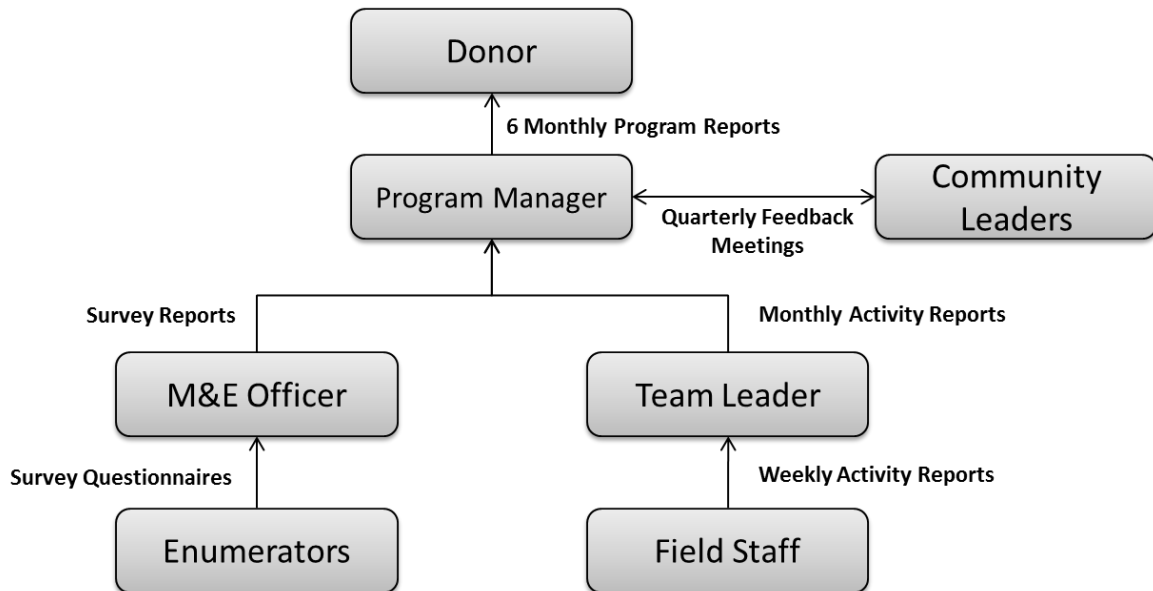 Donor
6 Monthly Program Reports
Program Manager
Community
Leaders
Quarterly Feedback
Meetings
Survey Reports
Monthly Activity Reports
M&E Officer
Team Leader
Survey Questionnaires
Weekly Activity Reports
Enumerators
Field Staff